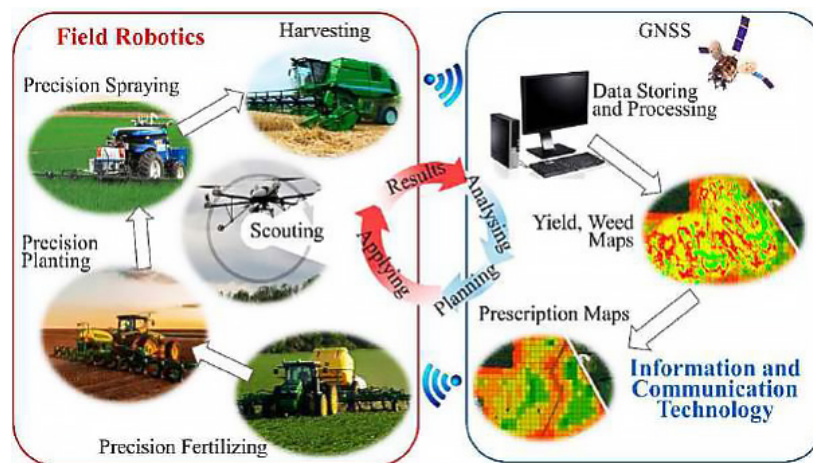 Field Robotics
Harvesting
Precision Spraying
Scouting
Precision
Planting
Precision Fertilizing
Results
Analysing
Planning
Applying
GNSS
Data Storing
and Processing
Yield, Weed
Maps
Prescription Maps
Information and
Communication
Technology